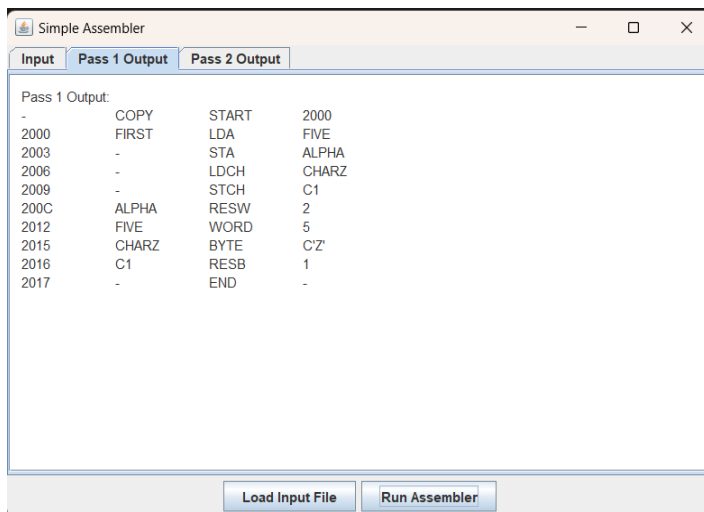 Simple Assembler
Input Pass 1 Output Pass 2 Output
Pass 1 Output:
- COPY START 2000
2000 FIRST LDA FIVE
2003 - STA ALPHA
2006 - LDCH CHARZ
2009 - STCH C1
200C ALPHA RESW 2
2012 FIVE WORD 5
2015 CHARZ BYTE C'Z'
2016 C1 RESB 1
2017 - END -
Load Input File Run Assembler